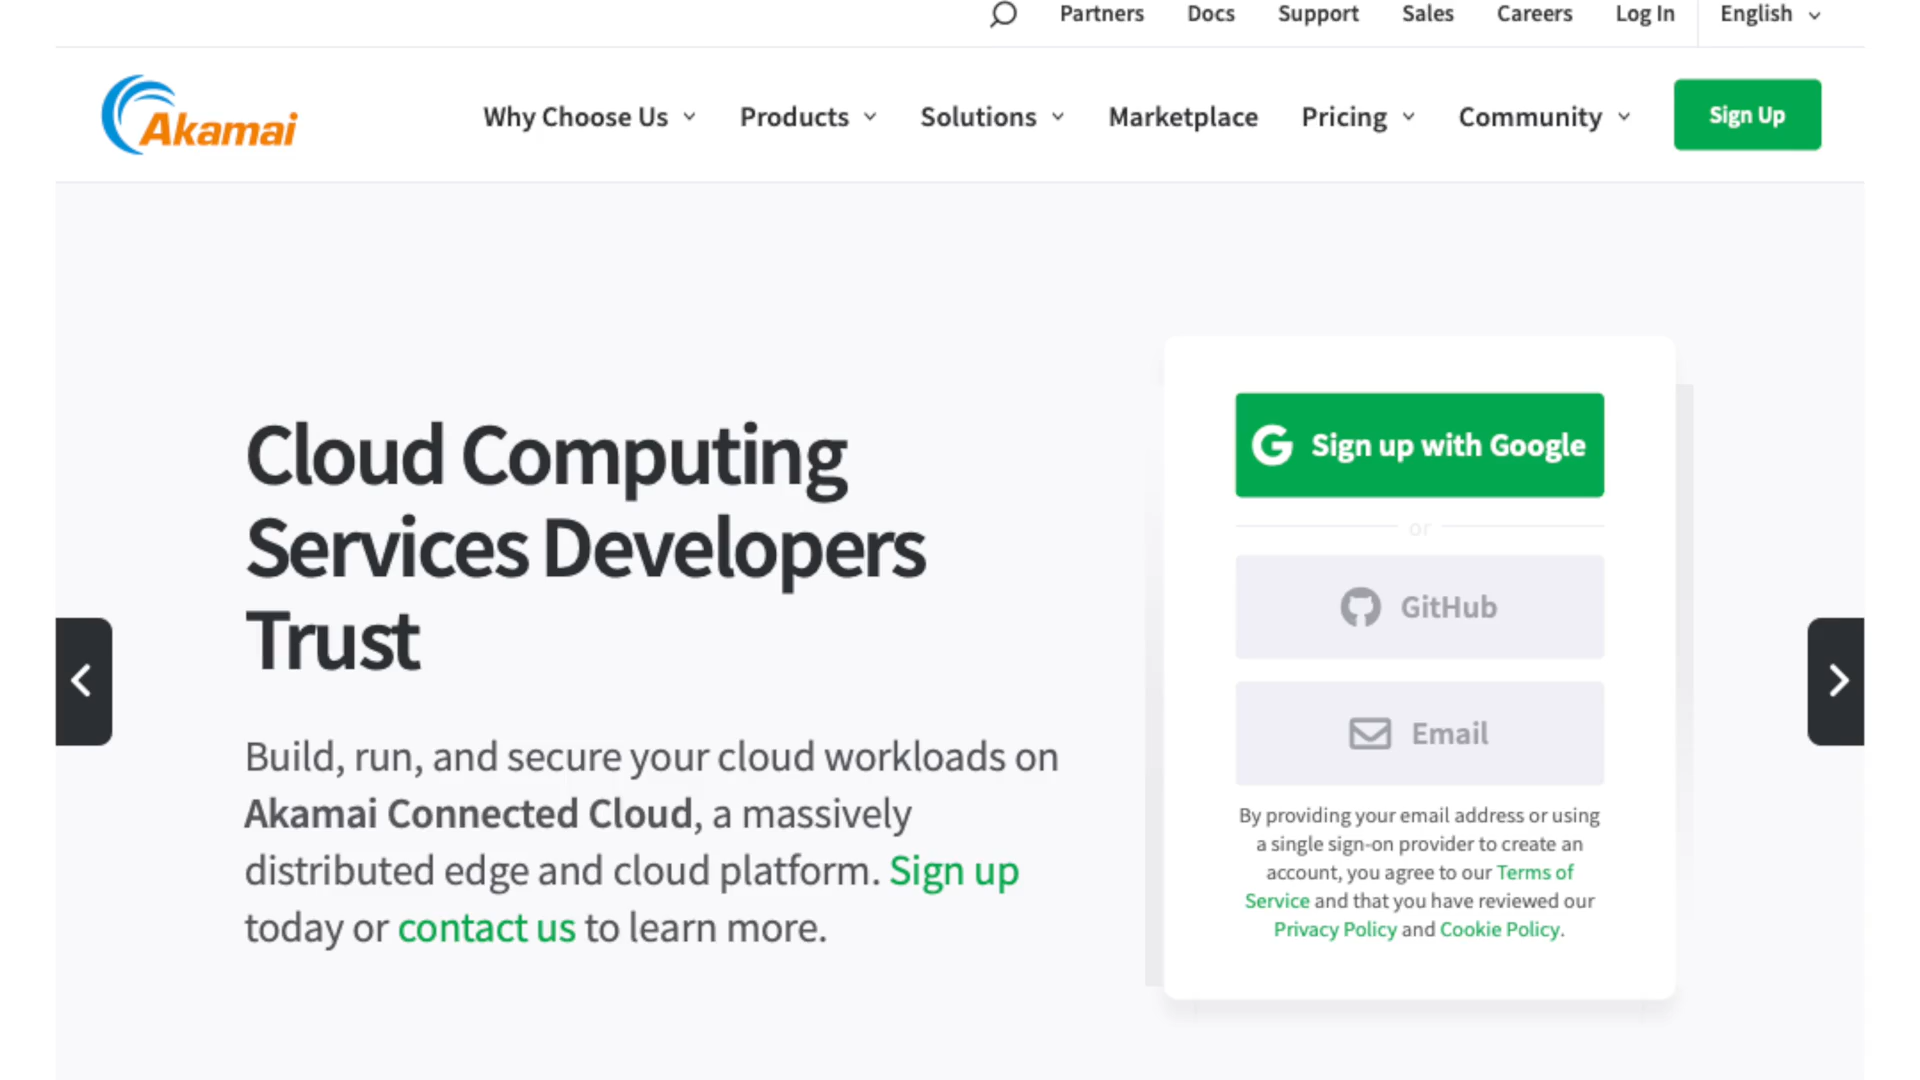 Partners Docs Support Sales Careers Log In English
Akamai
Why Choose Us Products Solutions Marketplace Pricing Community Sign Up
Cloud Computing
Services Developers
Trust
Build, run, and secure your cloud workloads on
Akamai Connected Cloud, a massively
distributed edge and cloud platform. Sign up
today or contact us to learn more.
Sign up with Google
or
GitHub
Email
By providing your email address or using
a single sign-on provider to create an
account, you agree to our Terms of
Service and that you have reviewed our
Privacy Policy and Cookie Policy.